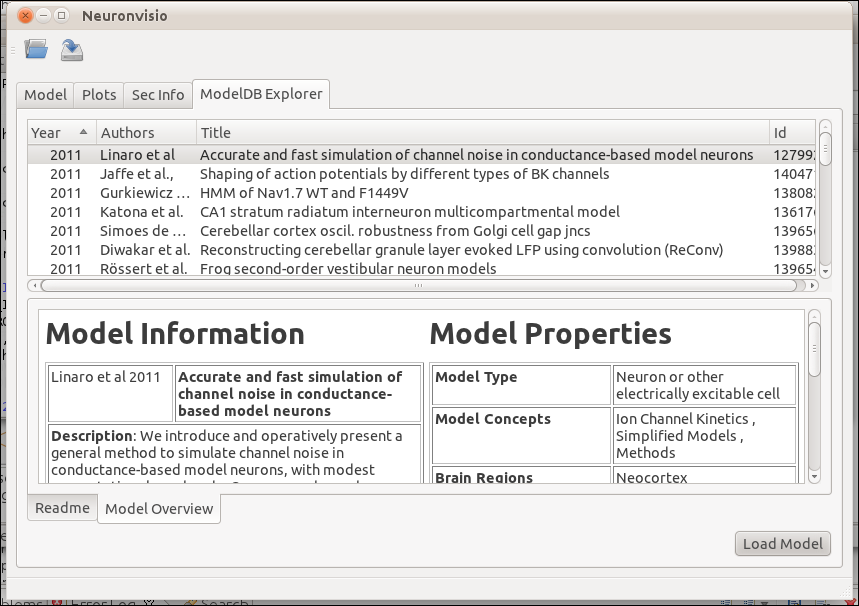 Neuronvisio
Model Plots Sec Info ModelDB Explorer
Year Authors Title Id
2011 Linaro et al Accurate and fast simulation of channel noise in conductance-based model neurons 12799
2011 Jaffe et al., Shaping of action potentials by different types of BK channels 14047
2011 Gurkiewicz ... HMM of Nav1.7 WT and F1449V 13808
2011 Katona et al. CA1 stratum radiatum interneuron multicompartmental model 13617
2011 Simoes de ... Cerebellar cortex oscil. robustness from Golgi cell gap jncs 13965
2011 Diwakar et al. Reconstructing cerebellar granule layer evoked LFP using convolution (ReConv) 13988
2011 Rössert et al. Frog second-order vestibular neuron models 13965
Model Information
Linaro et al 2011 Accurate and fast simulation of
channel noise in conductance-
based model neurons
Description: We introduce and operatively present a
general method to simulate channel noise in
conductance-based model neurons, with modest
Model Properties
Model Type Neuron or other
electrically excitable cell
Model Concepts Ion Channel Kinetics ,
Simplified Models ,
Methods
Brain Regions Neocortex
Readme Model Overview
Load Model
Error Log Search